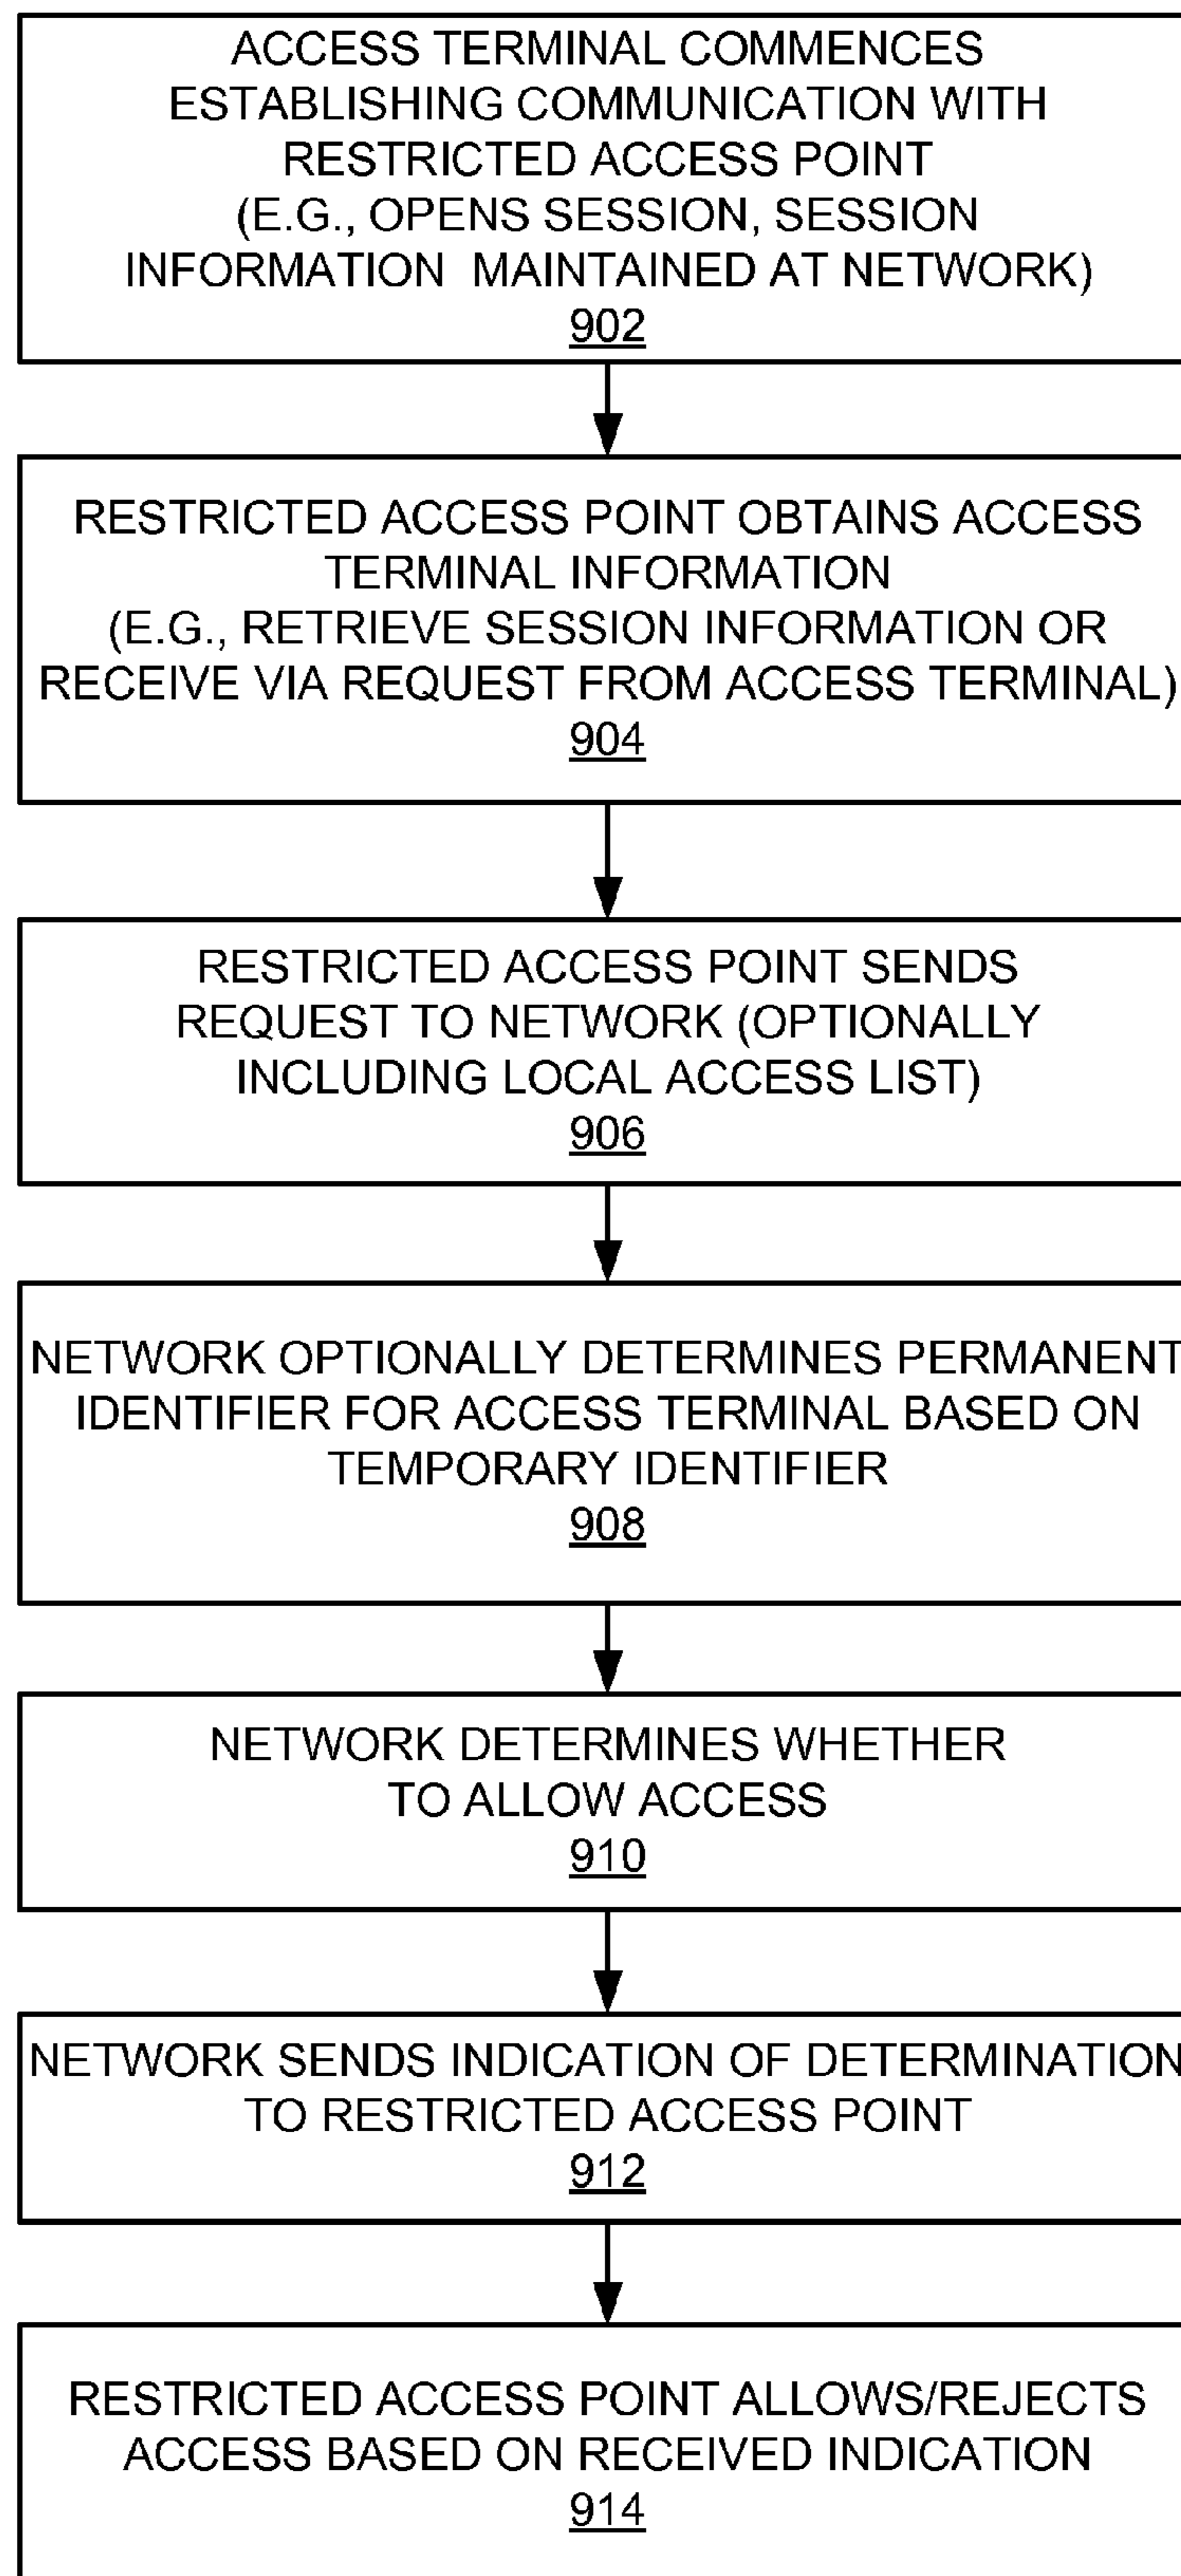 ACCESS TERMINAL COMMENCES
ESTABLISHING COMMUNICATION WITH
RESTRICTED ACCESS POINT
(E.G., OPENS SESSION, SESSION
INFORMATION MAINTAINED AT NETWORK)
902
RESTRICTED ACCESS POINT OBTAINS ACCESS
TERMINAL INFORMATION
(E.G., RETRIEVE SESSION INFORMATION OR
RECEIVE VIA REQUEST FROM ACCESS TERMINAL)
904
RESTRICTED ACCESS POINT SENDS
REQUEST TO NETWORK (OPTIONALLY
INCLUDING LOCAL ACCESS LIST)
906
NETWORK OPTIONALLY DETERMINES PERMANENT
IDENTIFIER FOR ACCESS TERMINAL BASED ON
TEMPORARY IDENTIFIER
908
NETWORK DETERMINES WHETHER
TO ALLOW ACCESS
910
NETWORK SENDS INDICATION OF DETERMINATION
TO RESTRICTED ACCESS POINT
912
RESTRICTED ACCESS POINT ALLOWS/REJECTS
ACCESS BASED ON RECEIVED INDICATION
914